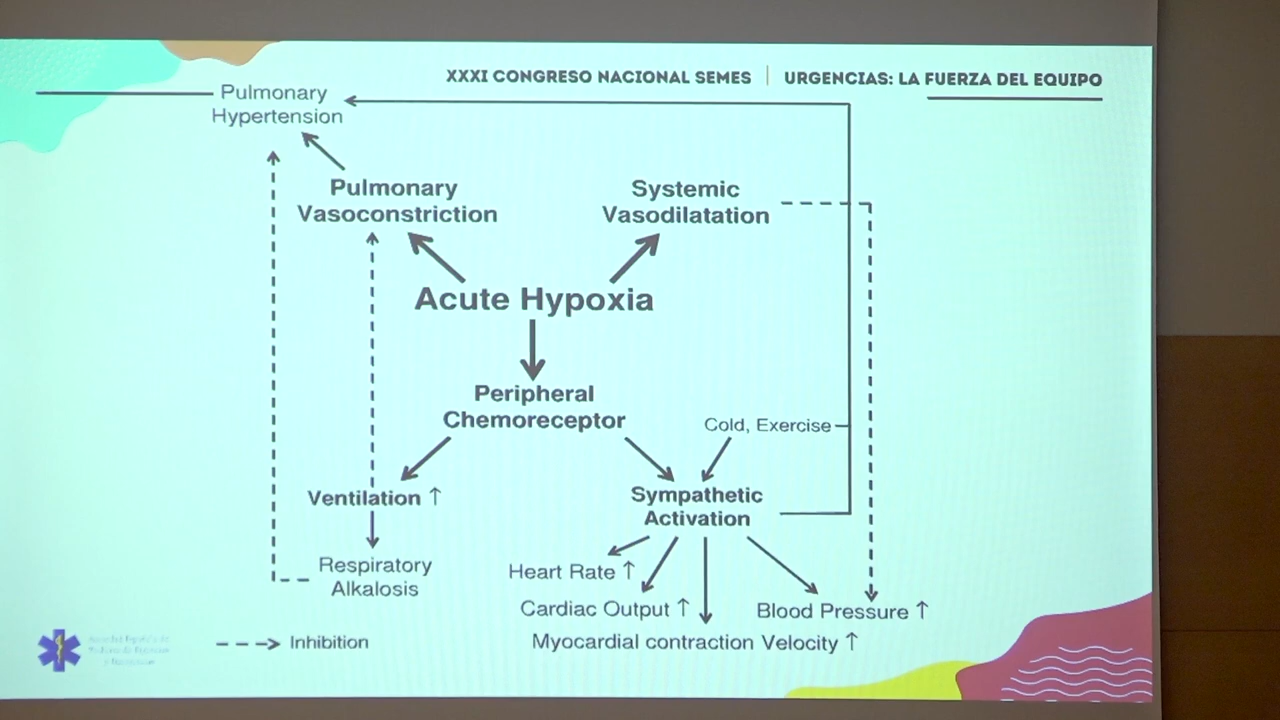 XXXI CONGRESO NACIONAL SEMES | URGENCIAS: LA FUERZA DEL EQUIPO
Pulmonary
Hypertension
Pulmonary
Vasoconstriction
Systemic
Vasodilatation
Acute Hypoxia
Peripheral
Chemoreceptor
Cold, Exercise
Ventilation ↑
Sympathetic
Activation
Respiratory
Alkalosis
Heart Rate ↑
Cardiac Output ↑
Blood Pressure ↑
Myocardial contraction Velocity ↑
Inhibition